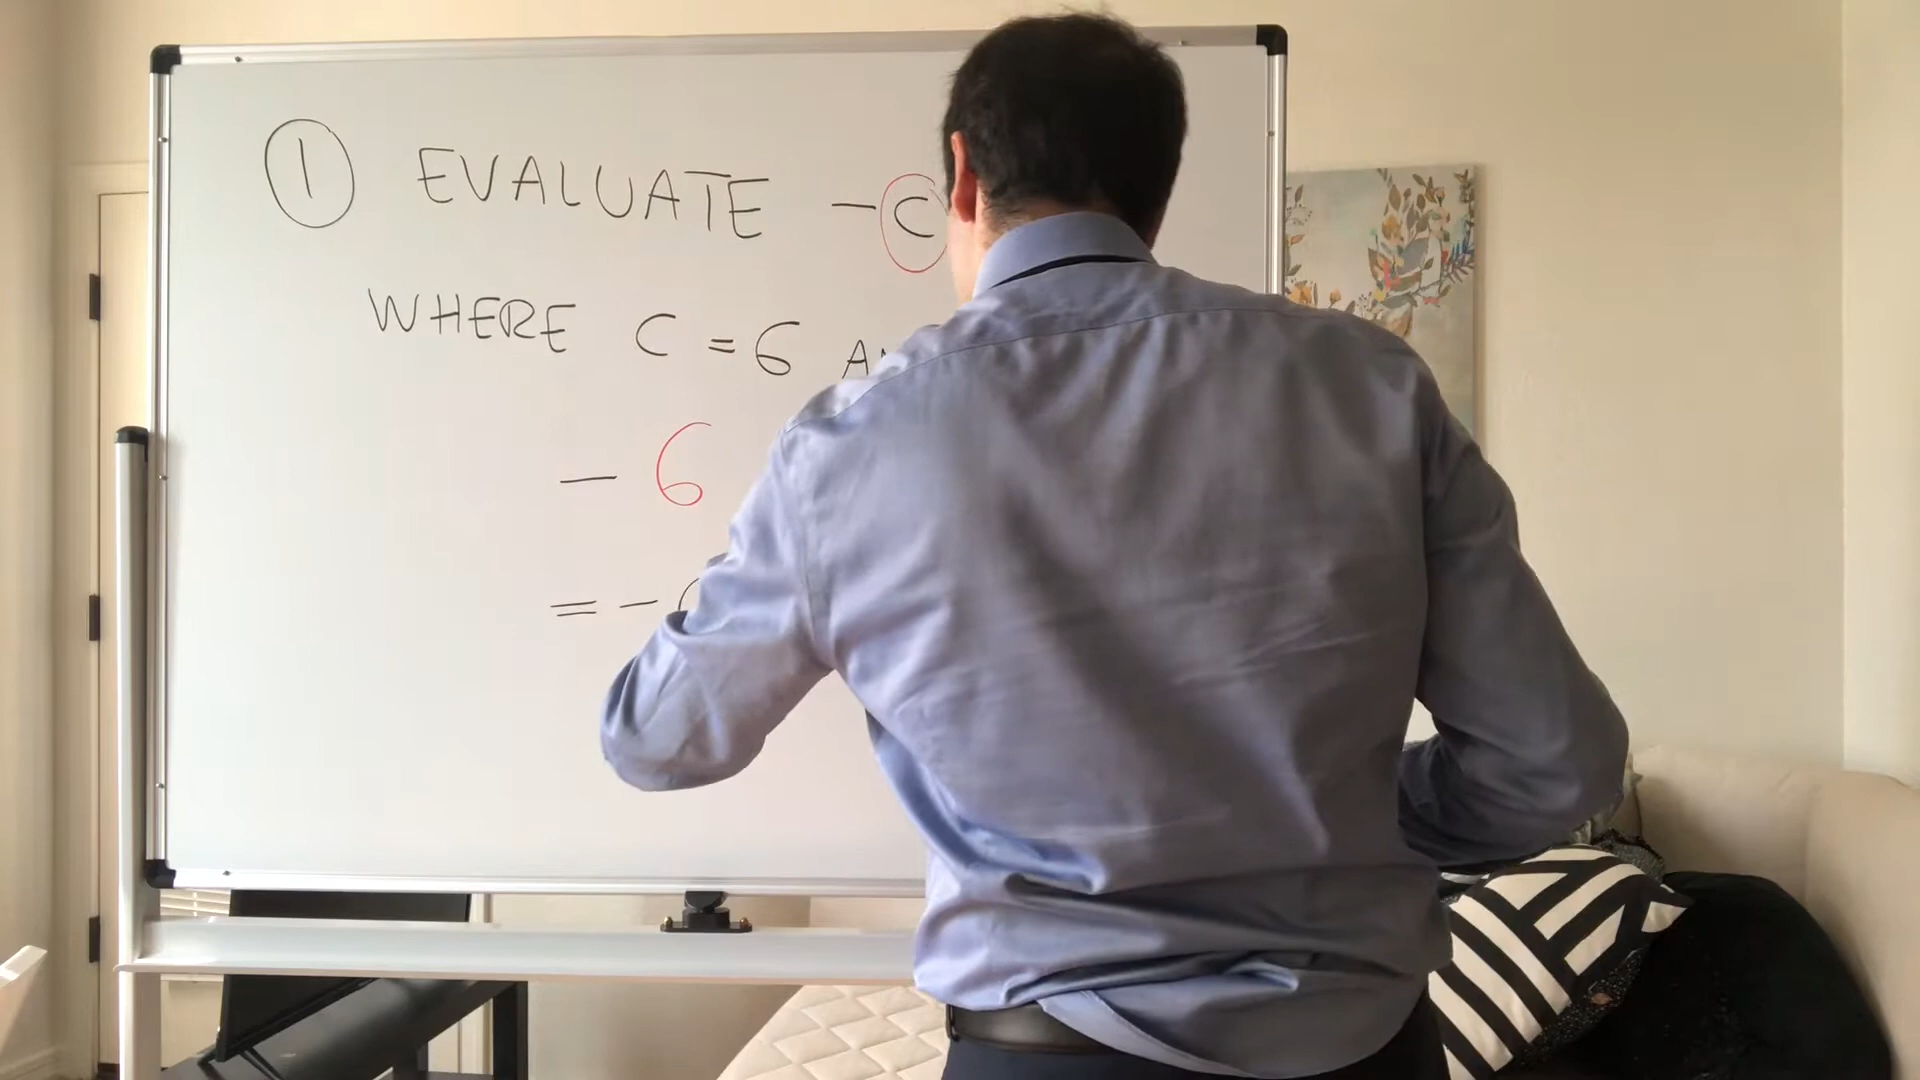 ① EVALUATE -C
WHERE C = 6
- 6
= -